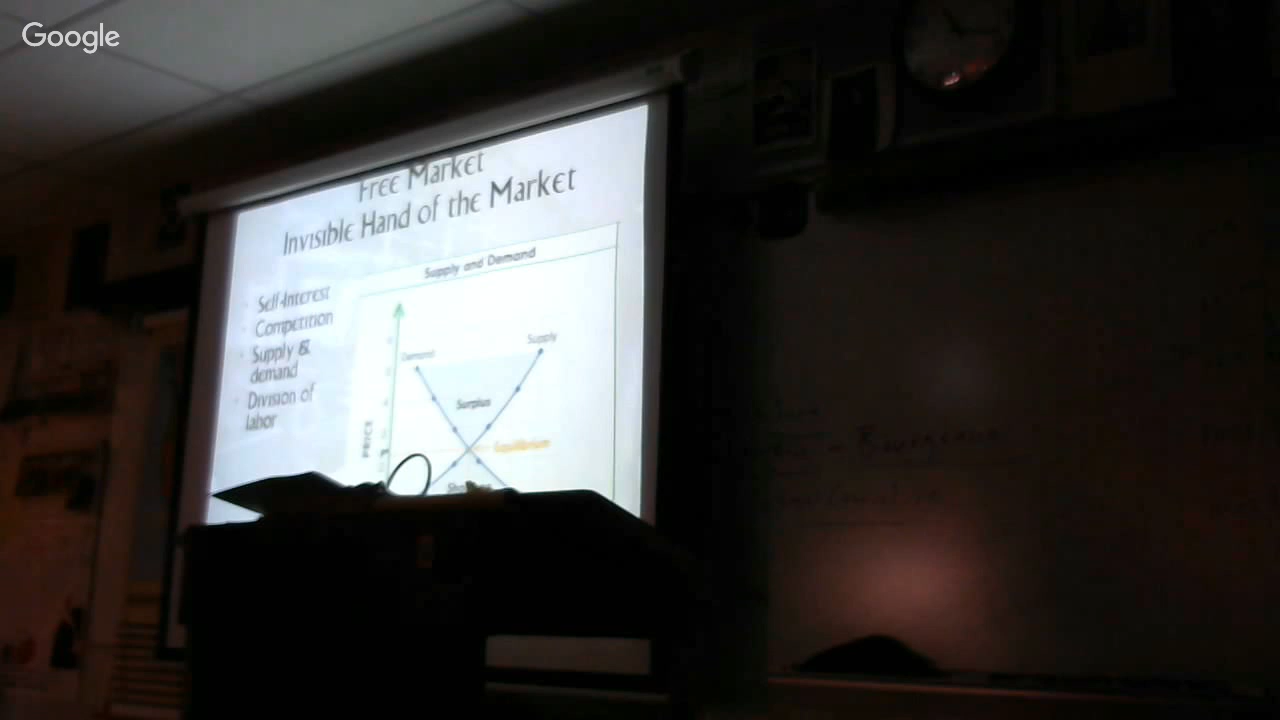 Google
Free Market
Invisible Hand of the Market
Supply and Demand
Self-Interest
Competition
Supply &
demand
Division of
labor
Demand
Supply
Surplus
Equilibrium
PRICE
Bourgeoisie